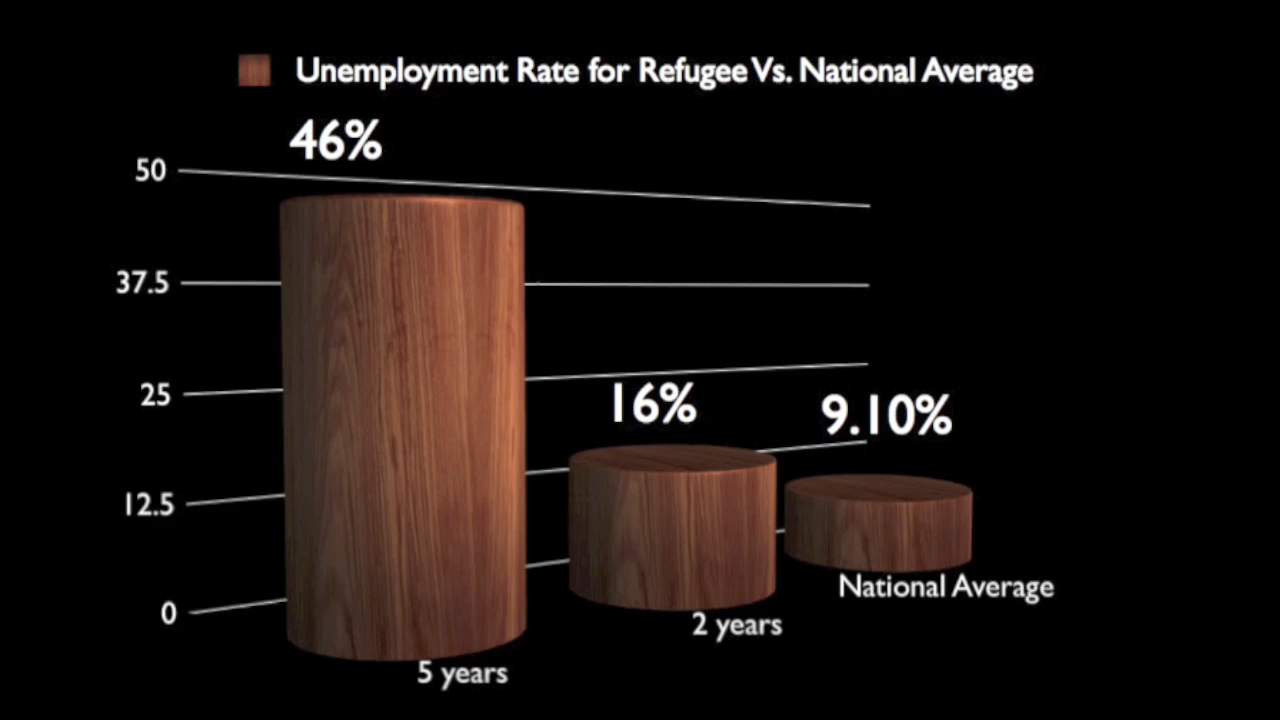 Unemployment Rate for Refugee Vs. National Average
46%
50
37.5
25
16%
9.10%
12.5
0
National Average
2 years
5 years